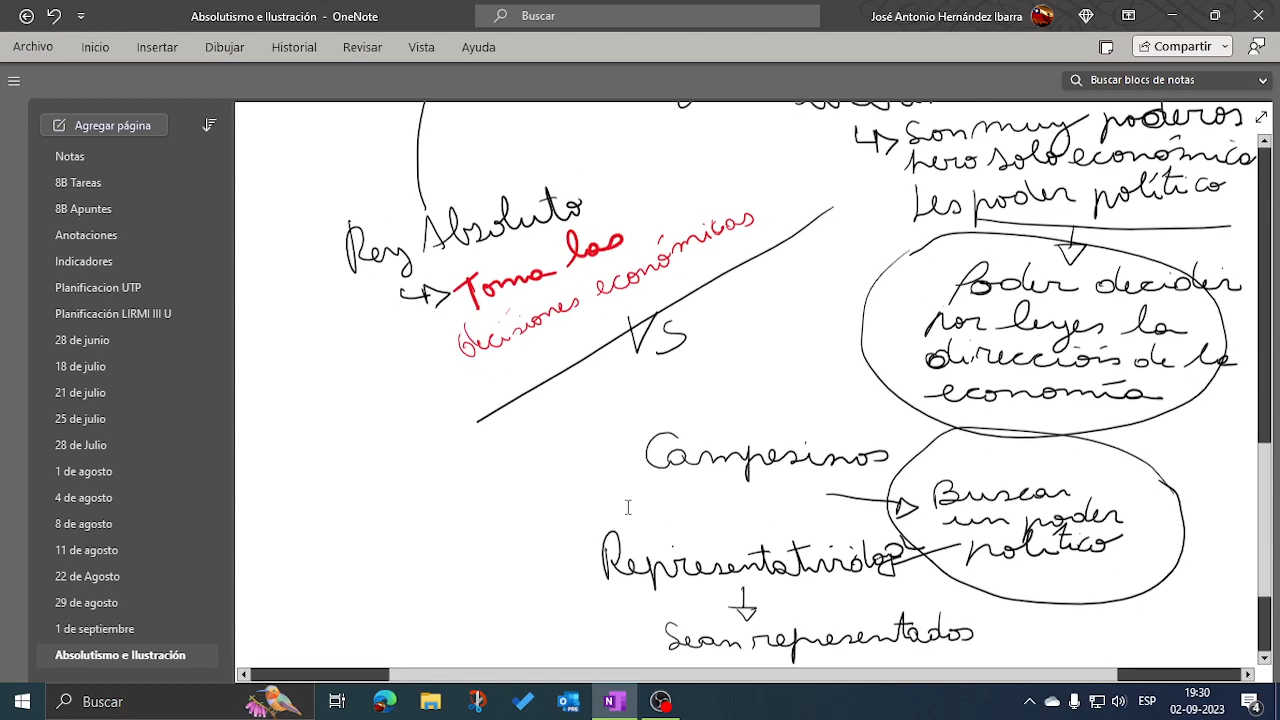 Absolutismo e Ilustración - OneNote
Buscar
José Antonio Hernández Ibarra
Archivo
Inicio
Insertar
Dibujar
Historial
Revisar
Vista
Ayuda
Compartir
Buscar blocs de notas
Agregar página
Notas
8B Tareas
8B Apuntes
Anotaciones
Indicadores
Planificacion UTP
Planificación LIRMI III U
28 de junio
18 de julio
21 de julio
25 de julio
28 de Julio
1 de agosto
4 de agosto
8 de agosto
11 de agosto
22 de Agosto
29 de agosto
1 de septiembre
Absolutismo e Ilustración
Son muy poderos
pero solo económica
Les poder político
Poder decidir
por leyes la
de la
economía
Rey Absoluto
Toma las
decisiones económicas
VS
Campesinos
Buscar
un poder
político
Sean representados
Buscar
ESP
19:30
02-09-2023